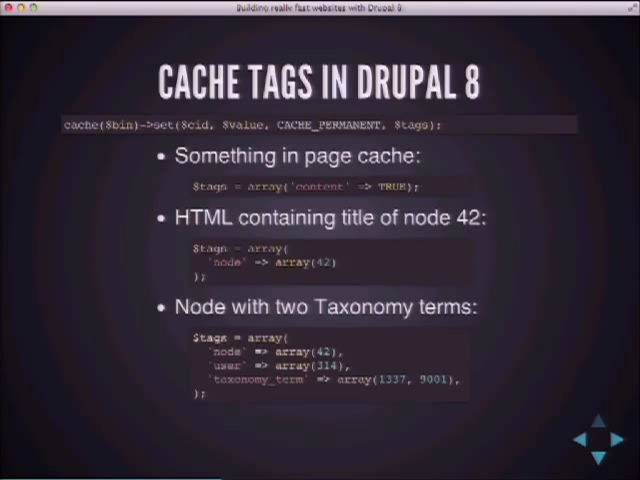 Building really fast websites with Drupal 8
CACHE TAGS IN DRUPAL 8
cache($bin)->set($cid, $value, CACHE_PERMANENT, $tags);
• Something in page cache:
$tags = array('content' => TRUE);
• HTML containing title of node 42:
$tags = array(
'node' => array(42)
);
• Node with two Taxonomy terms:
$tags = array(
'node' => array(42),
'user' => array(314),
'taxonomy_term' => array(1337, 9001),
);